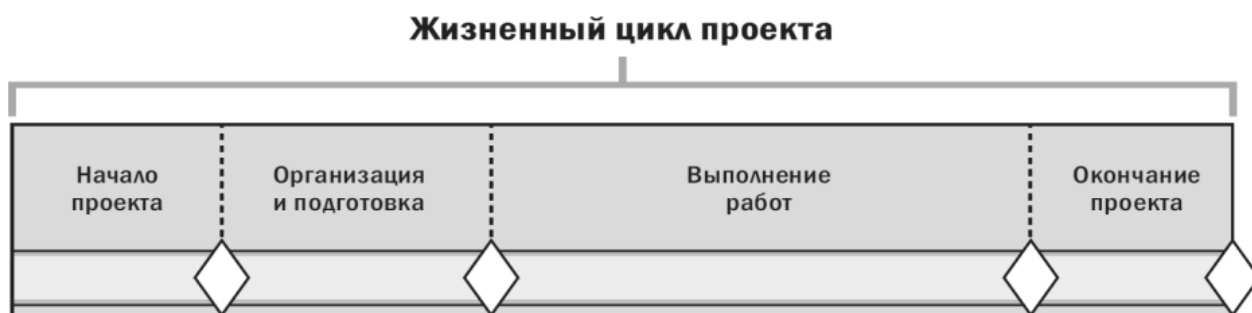 Жизненный цикл проекта
Начало
проекта
Организация
и подготовка
Выполнение
работ
Окончание
проекта